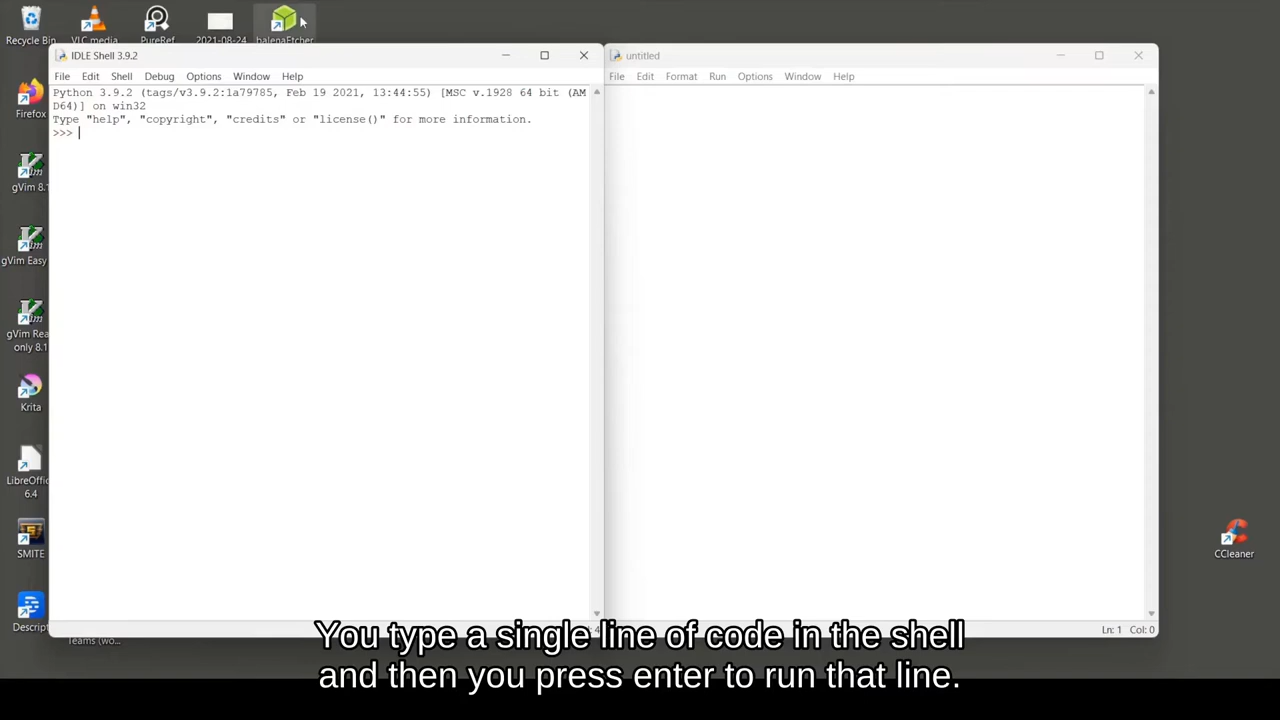 Recycle Bin
VLC media
PureRef
2021-08-24
balenaEtcher
IDLE Shell 3.9.2
File Edit Shell Debug Options Window Help
Python 3.9.2 (tags/v3.9.2:1a79785, Feb 19 2021, 13:44:55) [MSC v.1928 64 bit (AM
D64)] on win32
Type "help", "copyright", "credits" or "license()" for more information.
>>>
untitled
File Edit Format Run Options Window Help
Ln: 1 Col: 0
Firefox
gVim 8.1
gVim Easy
gVim Rea
only 8.1
Krita
LibreOffic
6.4
SMITE
Descript
Teams (wo...
CCleaner
You type a single line of code in the shell
and then you press enter to run that line.